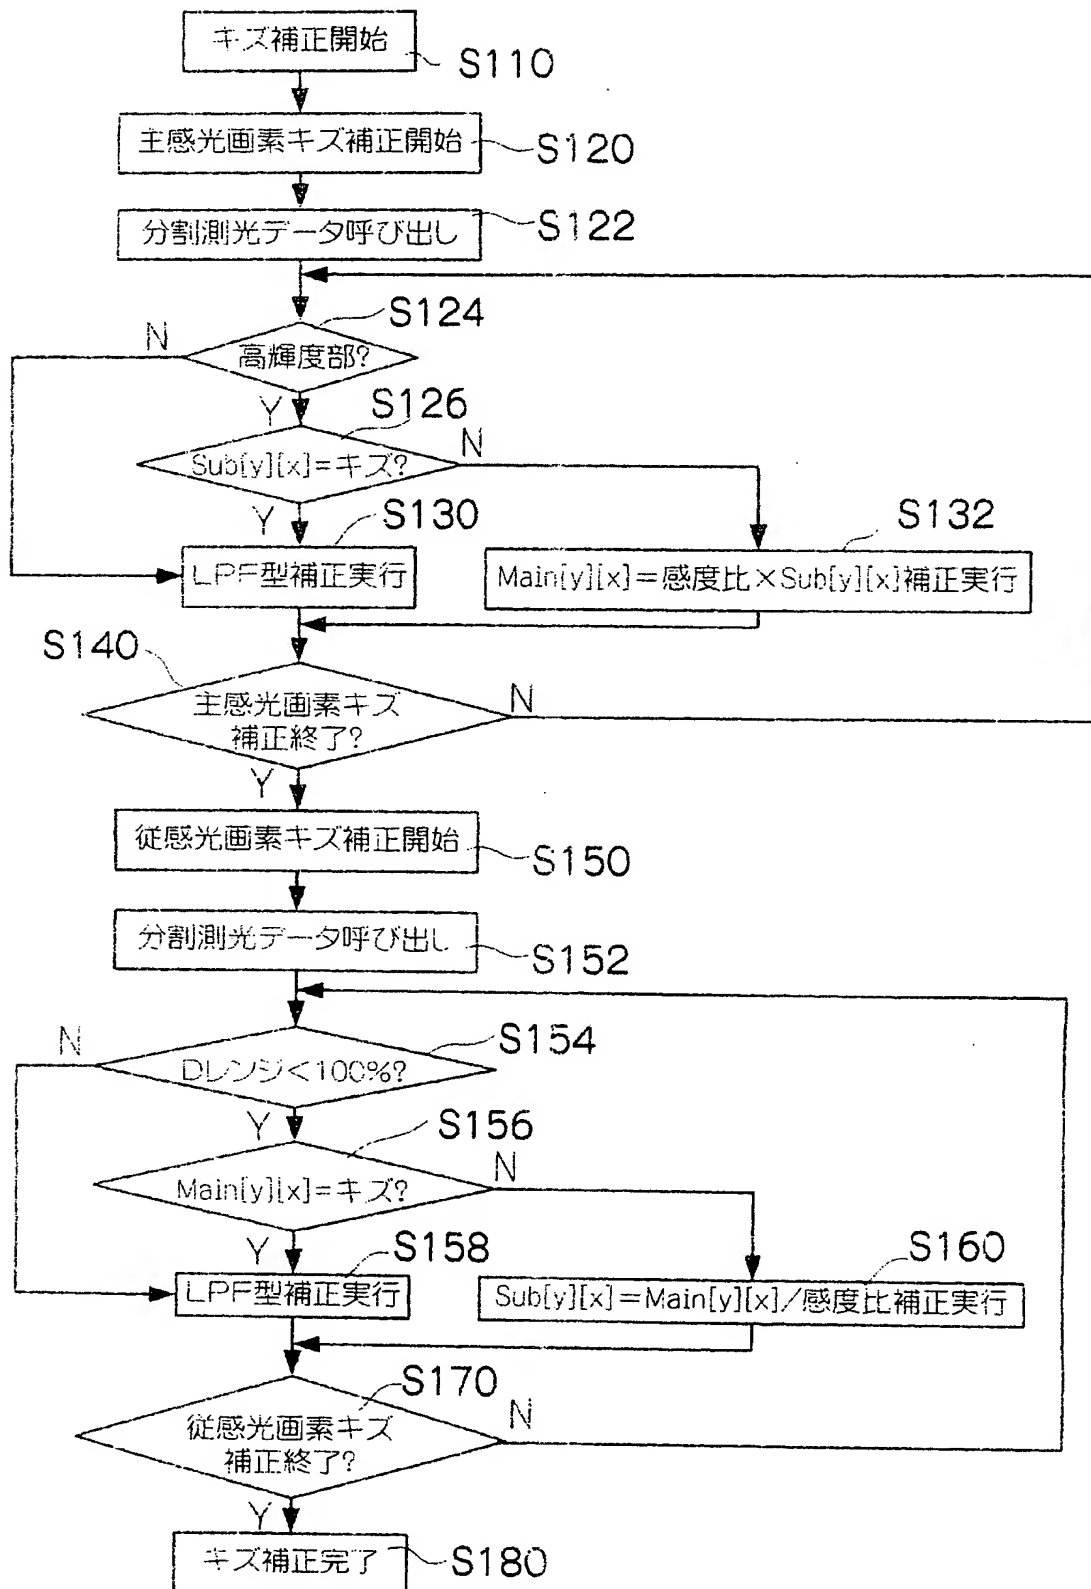 キズ補正開始
S110
主感光画素キズ補正開始
S120
分割測光データ呼び出し
S122
S124
N
高輝度部?
Y
S126
N
Sub[y][x]=キズ?
Y
S130
S132
LPF型補正実行
Main[y][x]=感度比×Sub[y][x]補正実行
S140
N
主感光画素キズ
補正終了?
Y
従感光画素キズ補正開始
S150
分割測光データ呼び出し
S152
N
S154
Dレンジ<100%?
Y
S156
N
Main[y][x]=キズ?
Y
S158
S160
LPF型補正実行
Sub[y][x]=Main[y][x]/感度比補正実行
S170
N
従感光画素キズ
補正終了?
Y
キズ補正完了
S180